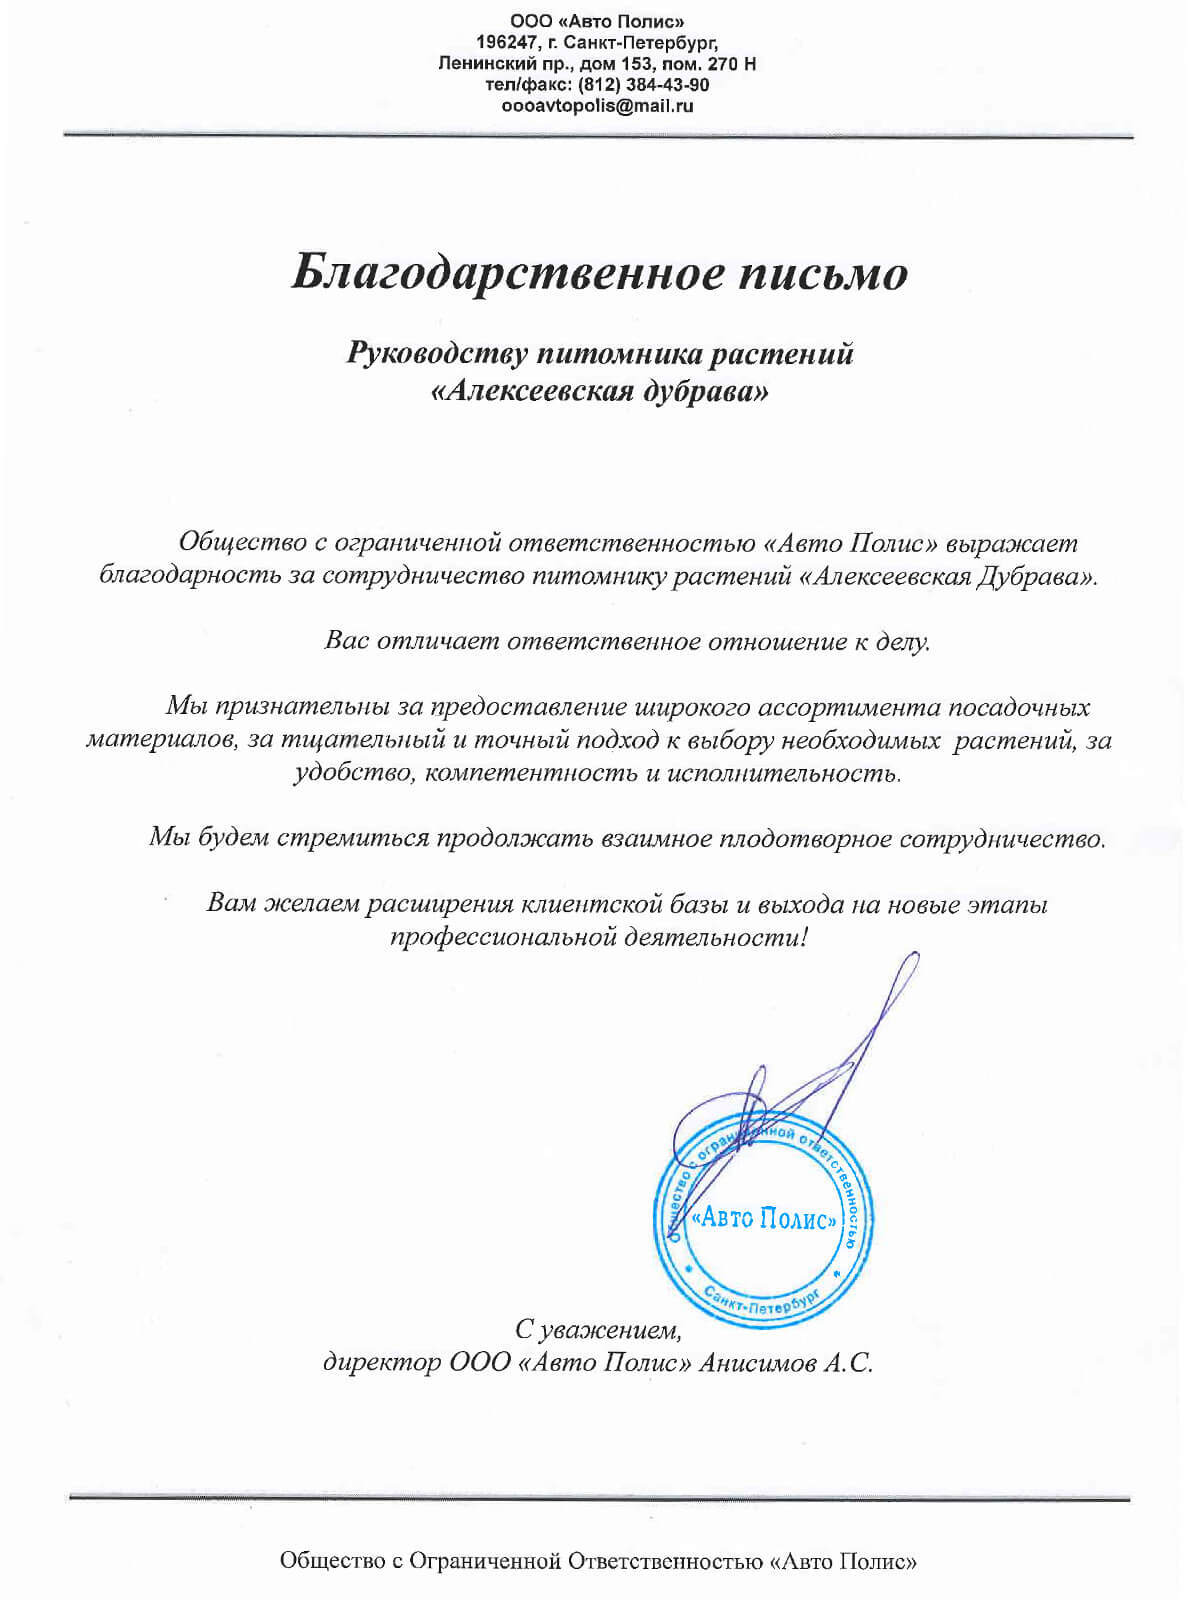 ООО «Авто Полис»
196247, г. Санкт-Петербург,
Ленинский пр., дом 153, пом. 270 Н
тел/факс: (812) 384-43-90
oooavtopolis@mail.ru
Благодарственное письмо
Руководству питомника растений
«Алексеевская дубрава»
Общество с ограниченной ответственностью «Авто Полис» выражает
благодарность за сотрудничество питомнику растений «Алексеевская Дубрава».
Вас отличает ответственное отношение к делу.
Мы признательны за предоставление широкого ассортимента посадочных
материалов, за тщательный и точный подход к выбору необходимых растений, за
удобство, компетентность и исполнительность.
Мы будем стремиться продолжать взаимное плодотворное сотрудничество.
Вам желаем расширения клиентской базы и выхода на новые этапы
профессиональной деятельности!
Общество с ограниченной ответственностью
«Авто Полис»
* Санкт-Петербург *
С уважением,
директор ООО «Авто Полис» Анисимов А.С.
Общество с Ограниченной Ответственностью «Авто Полис»